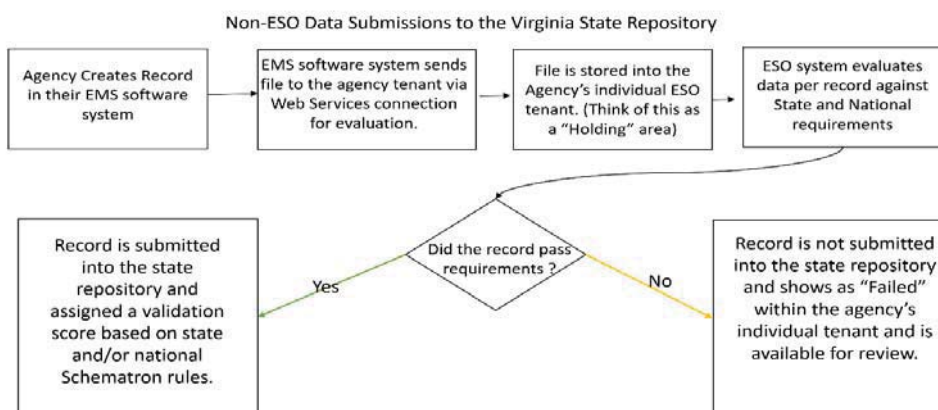 Non-ESO Data Submissions to the Virginia State Repository
Agency Creates Record
in their EMS software
system
EMS software system sends
file to the agency tenant via
Web Services connection
for evaluation.
File is stored into the
Agency's individual ESO
tenant. (Think of this as
a "Holding" area)
ESO system evaluates
data per record against
State and National
requirements
Did the record pass
requirements ?
Yes
No
Record is submitted
into the state
repository and
assigned a validation
score based on state
and/or national
Schematron rules.
Record is not submitted
into the state repository
and shows as "Failed"
within the agency's
individual tenant and is
available for review.